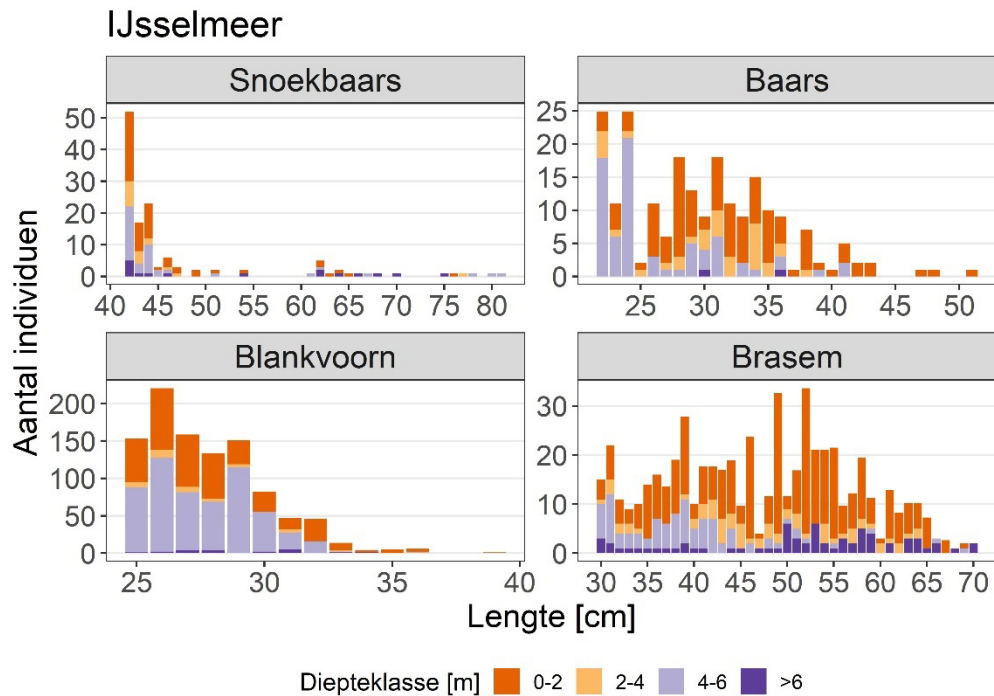 IJsselmeer
Snoekbaars
Baars
50
40
30
20
10
0
40 45 50 55 60 65 70 75 80
25
20
15
10
5
0
25 30 35 40 45 50
Aantal individuen
Blankvoorn
Brasem
200
150
100
50
0
25 30 35 40
30
20
10
0
30 35 40 45 50 55 60 65 70
Lengte [cm]
Diepteklasse [m] 0-2 2-4 4-6 >6